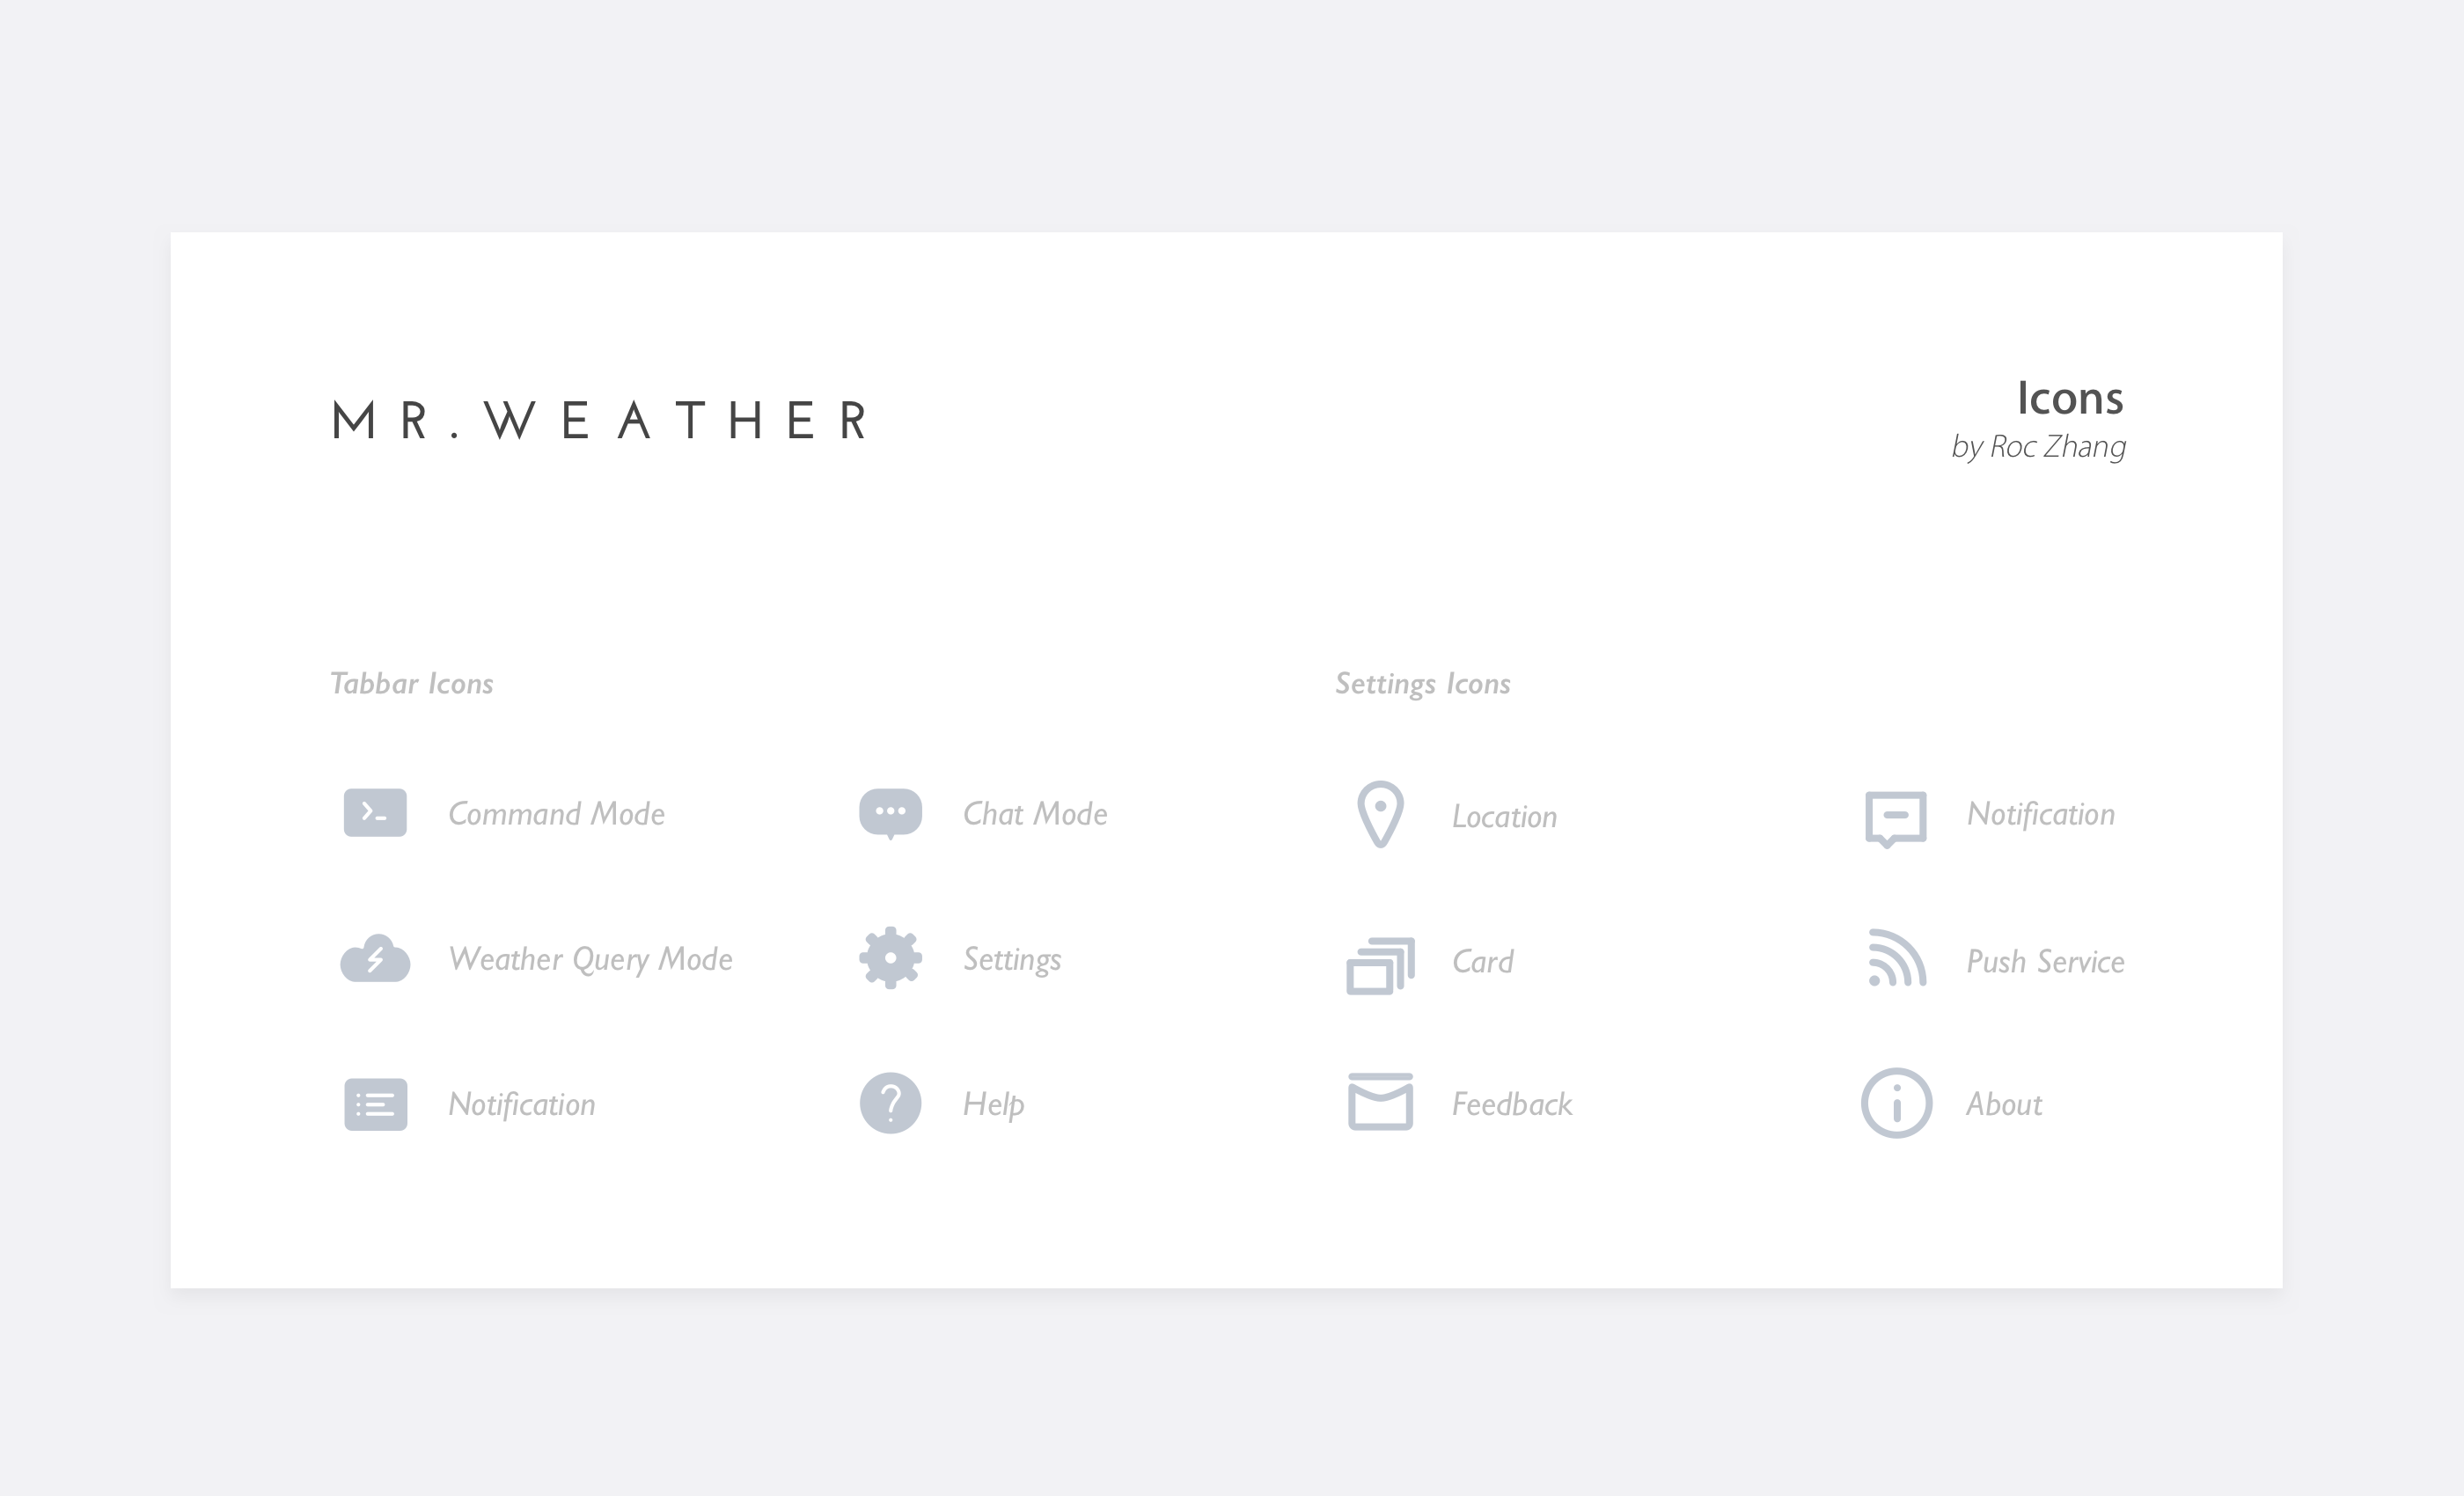 MR.WEATHER
Icons
by Roc Zhang
Tabbar Icons
Settings Icons
Command Mode
Chat Mode
Location
Notification
Weather Query Mode
Settings
Card
Push Service
Notification
Help
Feedback
About